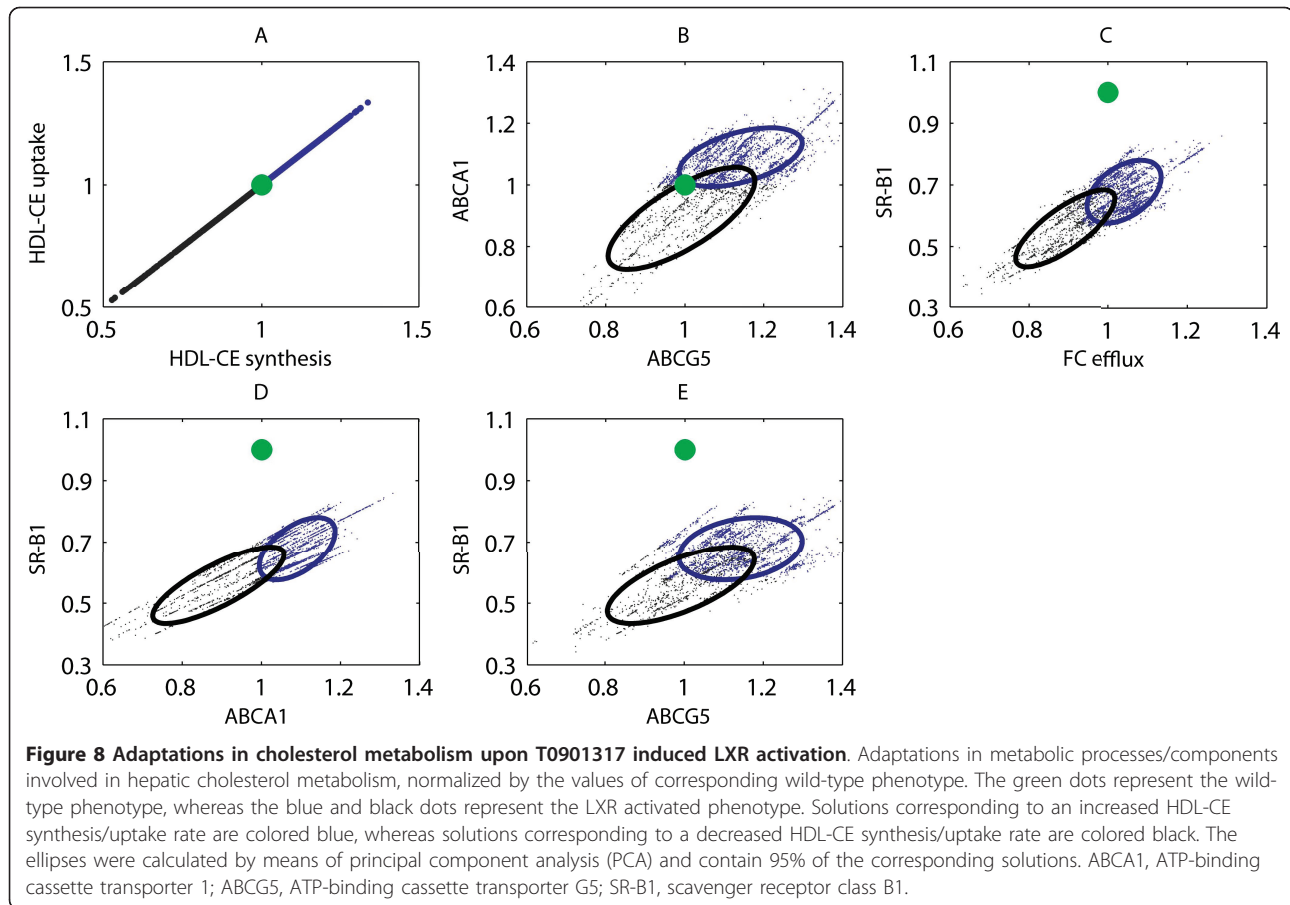 A
1.5
HDL-CE uptake
1
0.5
0.5
1
1.5
HDL-CE synthesis
B
1.4
1.2
ABCA1
1
0.8
0.6
0.6
0.8
1
1.2
1.4
ABCG5
C
1.1
0.9
SR-B1
0.7
0.5
0.3
0.6
0.8
1
1.2
1.4
FC efflux
D
1.1
0.9
SR-B1
0.7
0.5
0.3
0.6
0.8
1
1.2
1.4
ABCA1
E
1.1
0.9
SR-B1
0.7
0.5
0.3
0.6
0.8
1
1.2
1.4
ABCG5
Figure 8 Adaptations in cholesterol metabolism upon T0901317 induced LXR activation. Adaptations in metabolic processes/components
involved in hepatic cholesterol metabolism, normalized by the values of corresponding wild-type phenotype. The green dots represent the wild-
type phenotype, whereas the blue and black dots represent the LXR activated phenotype. Solutions corresponding to an increased HDL-CE
synthesis/uptake rate are colored blue, whereas solutions corresponding to a decreased HDL-CE synthesis/uptake rate are colored black. The
ellipses were calculated by means of principal component analysis (PCA) and contain 95% of the corresponding solutions. ABCA1, ATP-binding
cassette transporter 1; ABCG5, ATP-binding cassette transporter G5; SR-B1, scavenger receptor class B1.